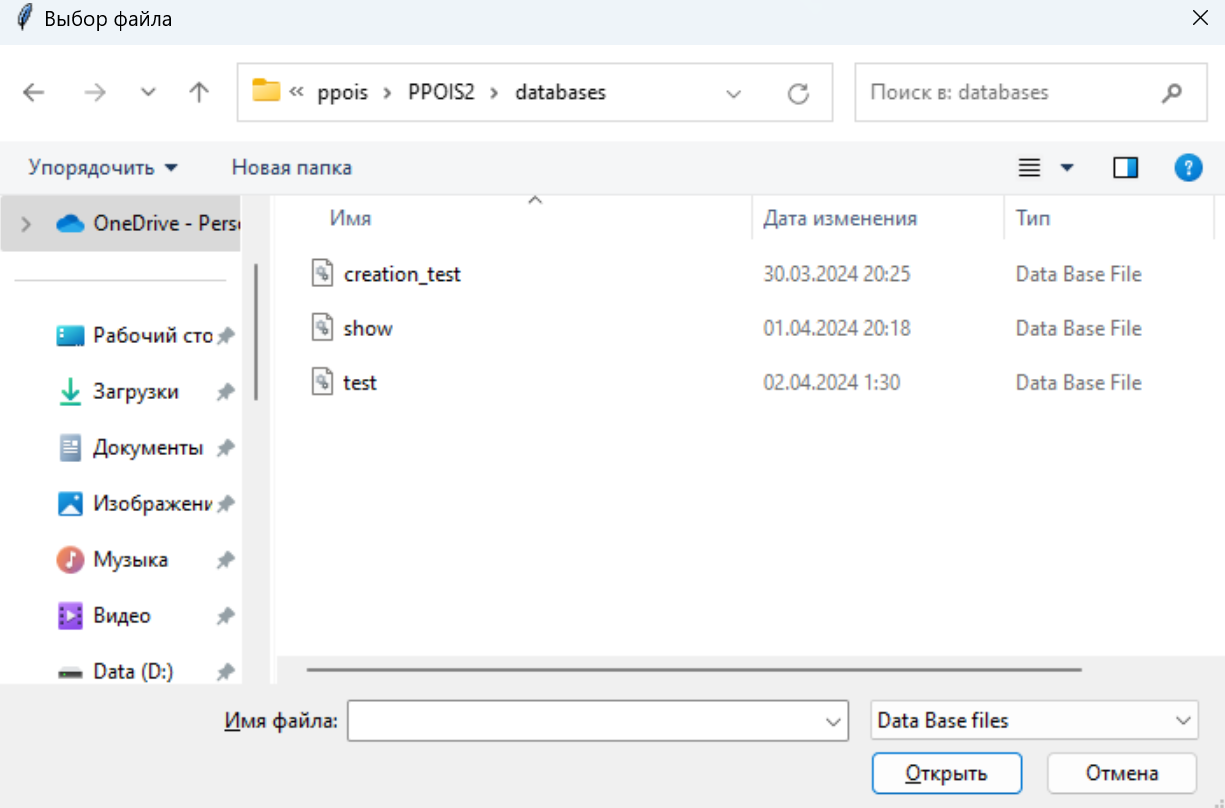 Выбор файла
« ppois > PPOIS2 > databases
Поиск в: databases
Упорядочить
Новая папка
?
OneDrive - Perso
Имя
Дата изменения
Тип
creation_test 30.03.2024 20:25 Data Base File
show 01.04.2024 20:18 Data Base File
test 02.04.2024 1:30 Data Base File
Рабочий сто
Загрузки
Документы
Изображени
Музыка
Видео
Data (D:)
Имя файла:
Data Base files
Открыть
Отмена